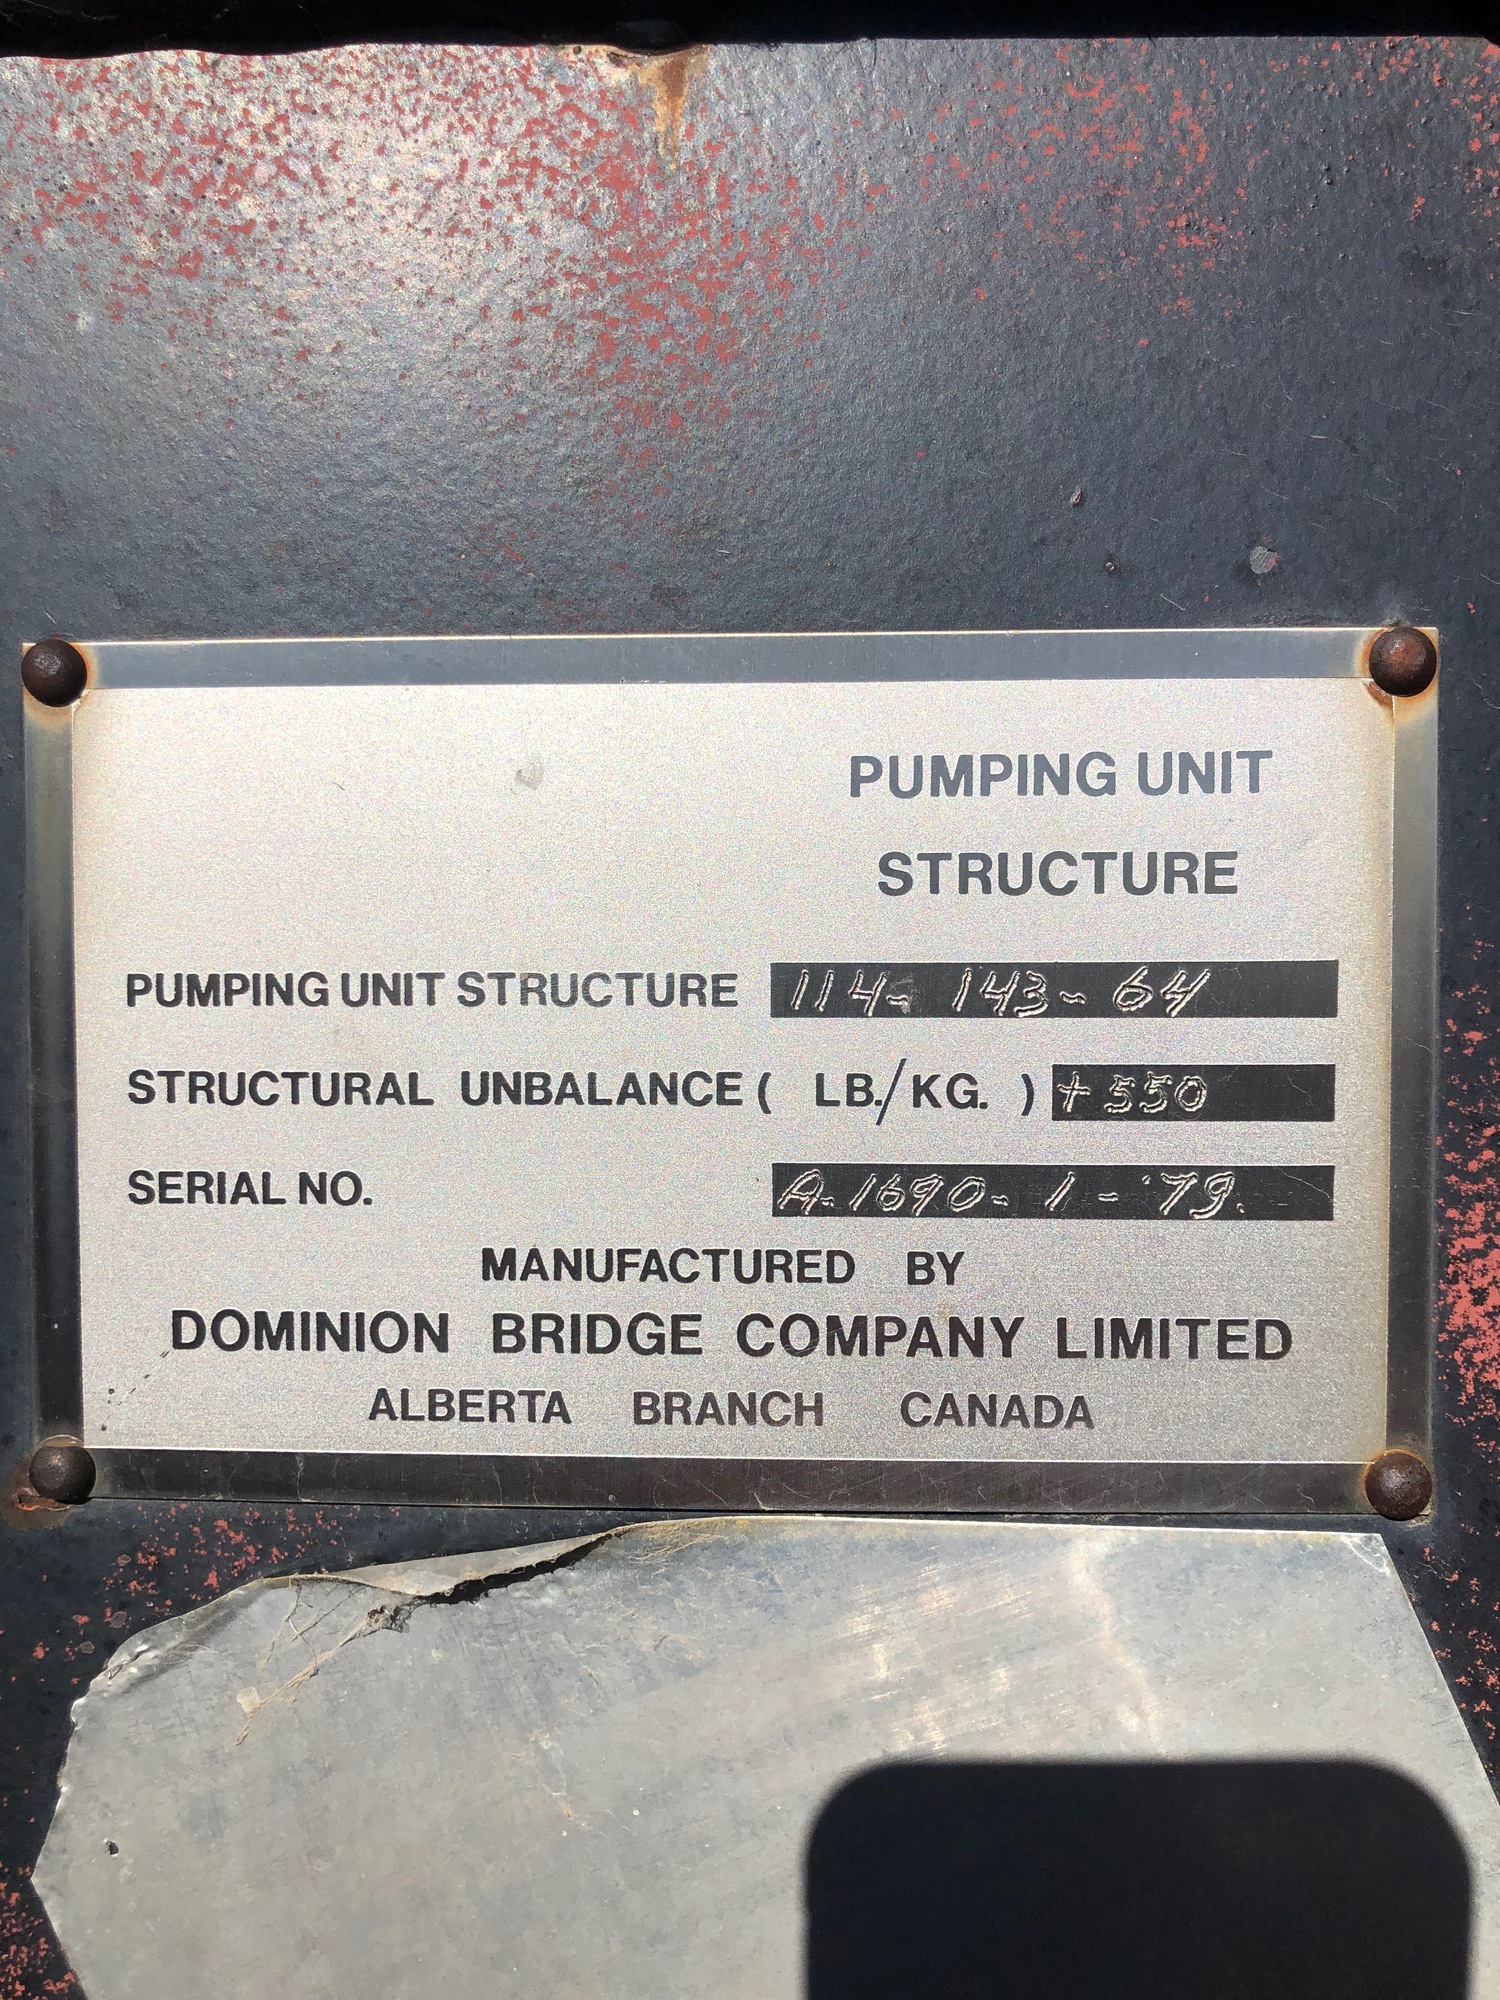 PUMPING UNIT
STRUCTURE
PUMPING UNIT STRUCTURE 114-143-64
STRUCTURAL UNBALANCE ( LB./KG. ) +550
SERIAL NO. A-1690-1-'79.
MANUFACTURED BY
DOMINION BRIDGE COMPANY LIMITED
ALBERTA BRANCH CANADA